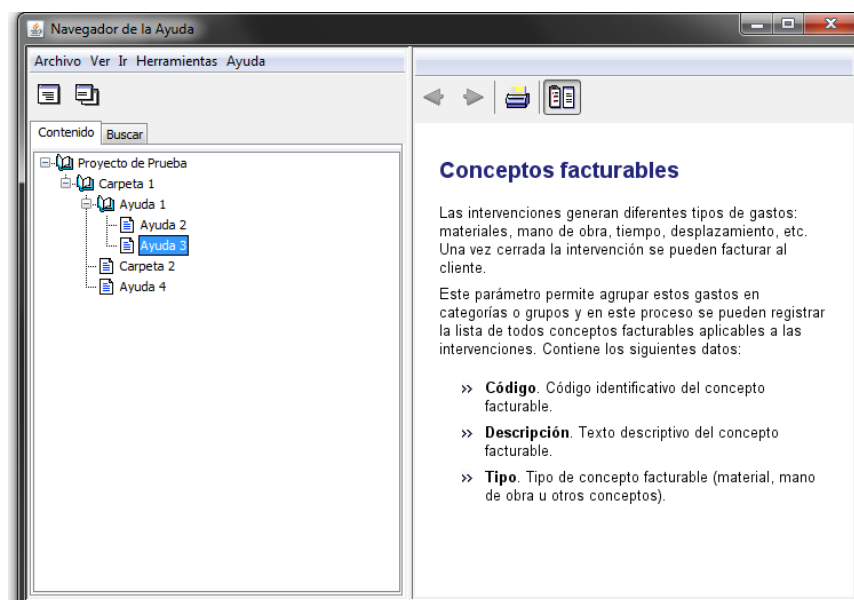 Navegador de la Ayuda
Archivo Ver Ir Herramientas Ayuda
Contenido Buscar
Proyecto de Prueba
Carpeta 1
Ayuda 1
Ayuda 2
Ayuda 3
Carpeta 2
Ayuda 4
Conceptos facturables
Las intervenciones generan diferentes tipos de gastos:
materiales, mano de obra, tiempo, desplazamiento, etc.
Una vez cerrada la intervención se pueden facturar al
cliente.
Este parámetro permite agrupar estos gastos en
categorías o grupos y en este proceso se pueden registrar
la lista de todos conceptos facturables aplicables a las
intervenciones. Contiene los siguientes datos:
›› Código. Código identificativo del concepto
facturable.
›› Descripción. Texto descriptivo del concepto
facturable.
›› Tipo. Tipo de concepto facturable (material, mano
de obra u otros conceptos).